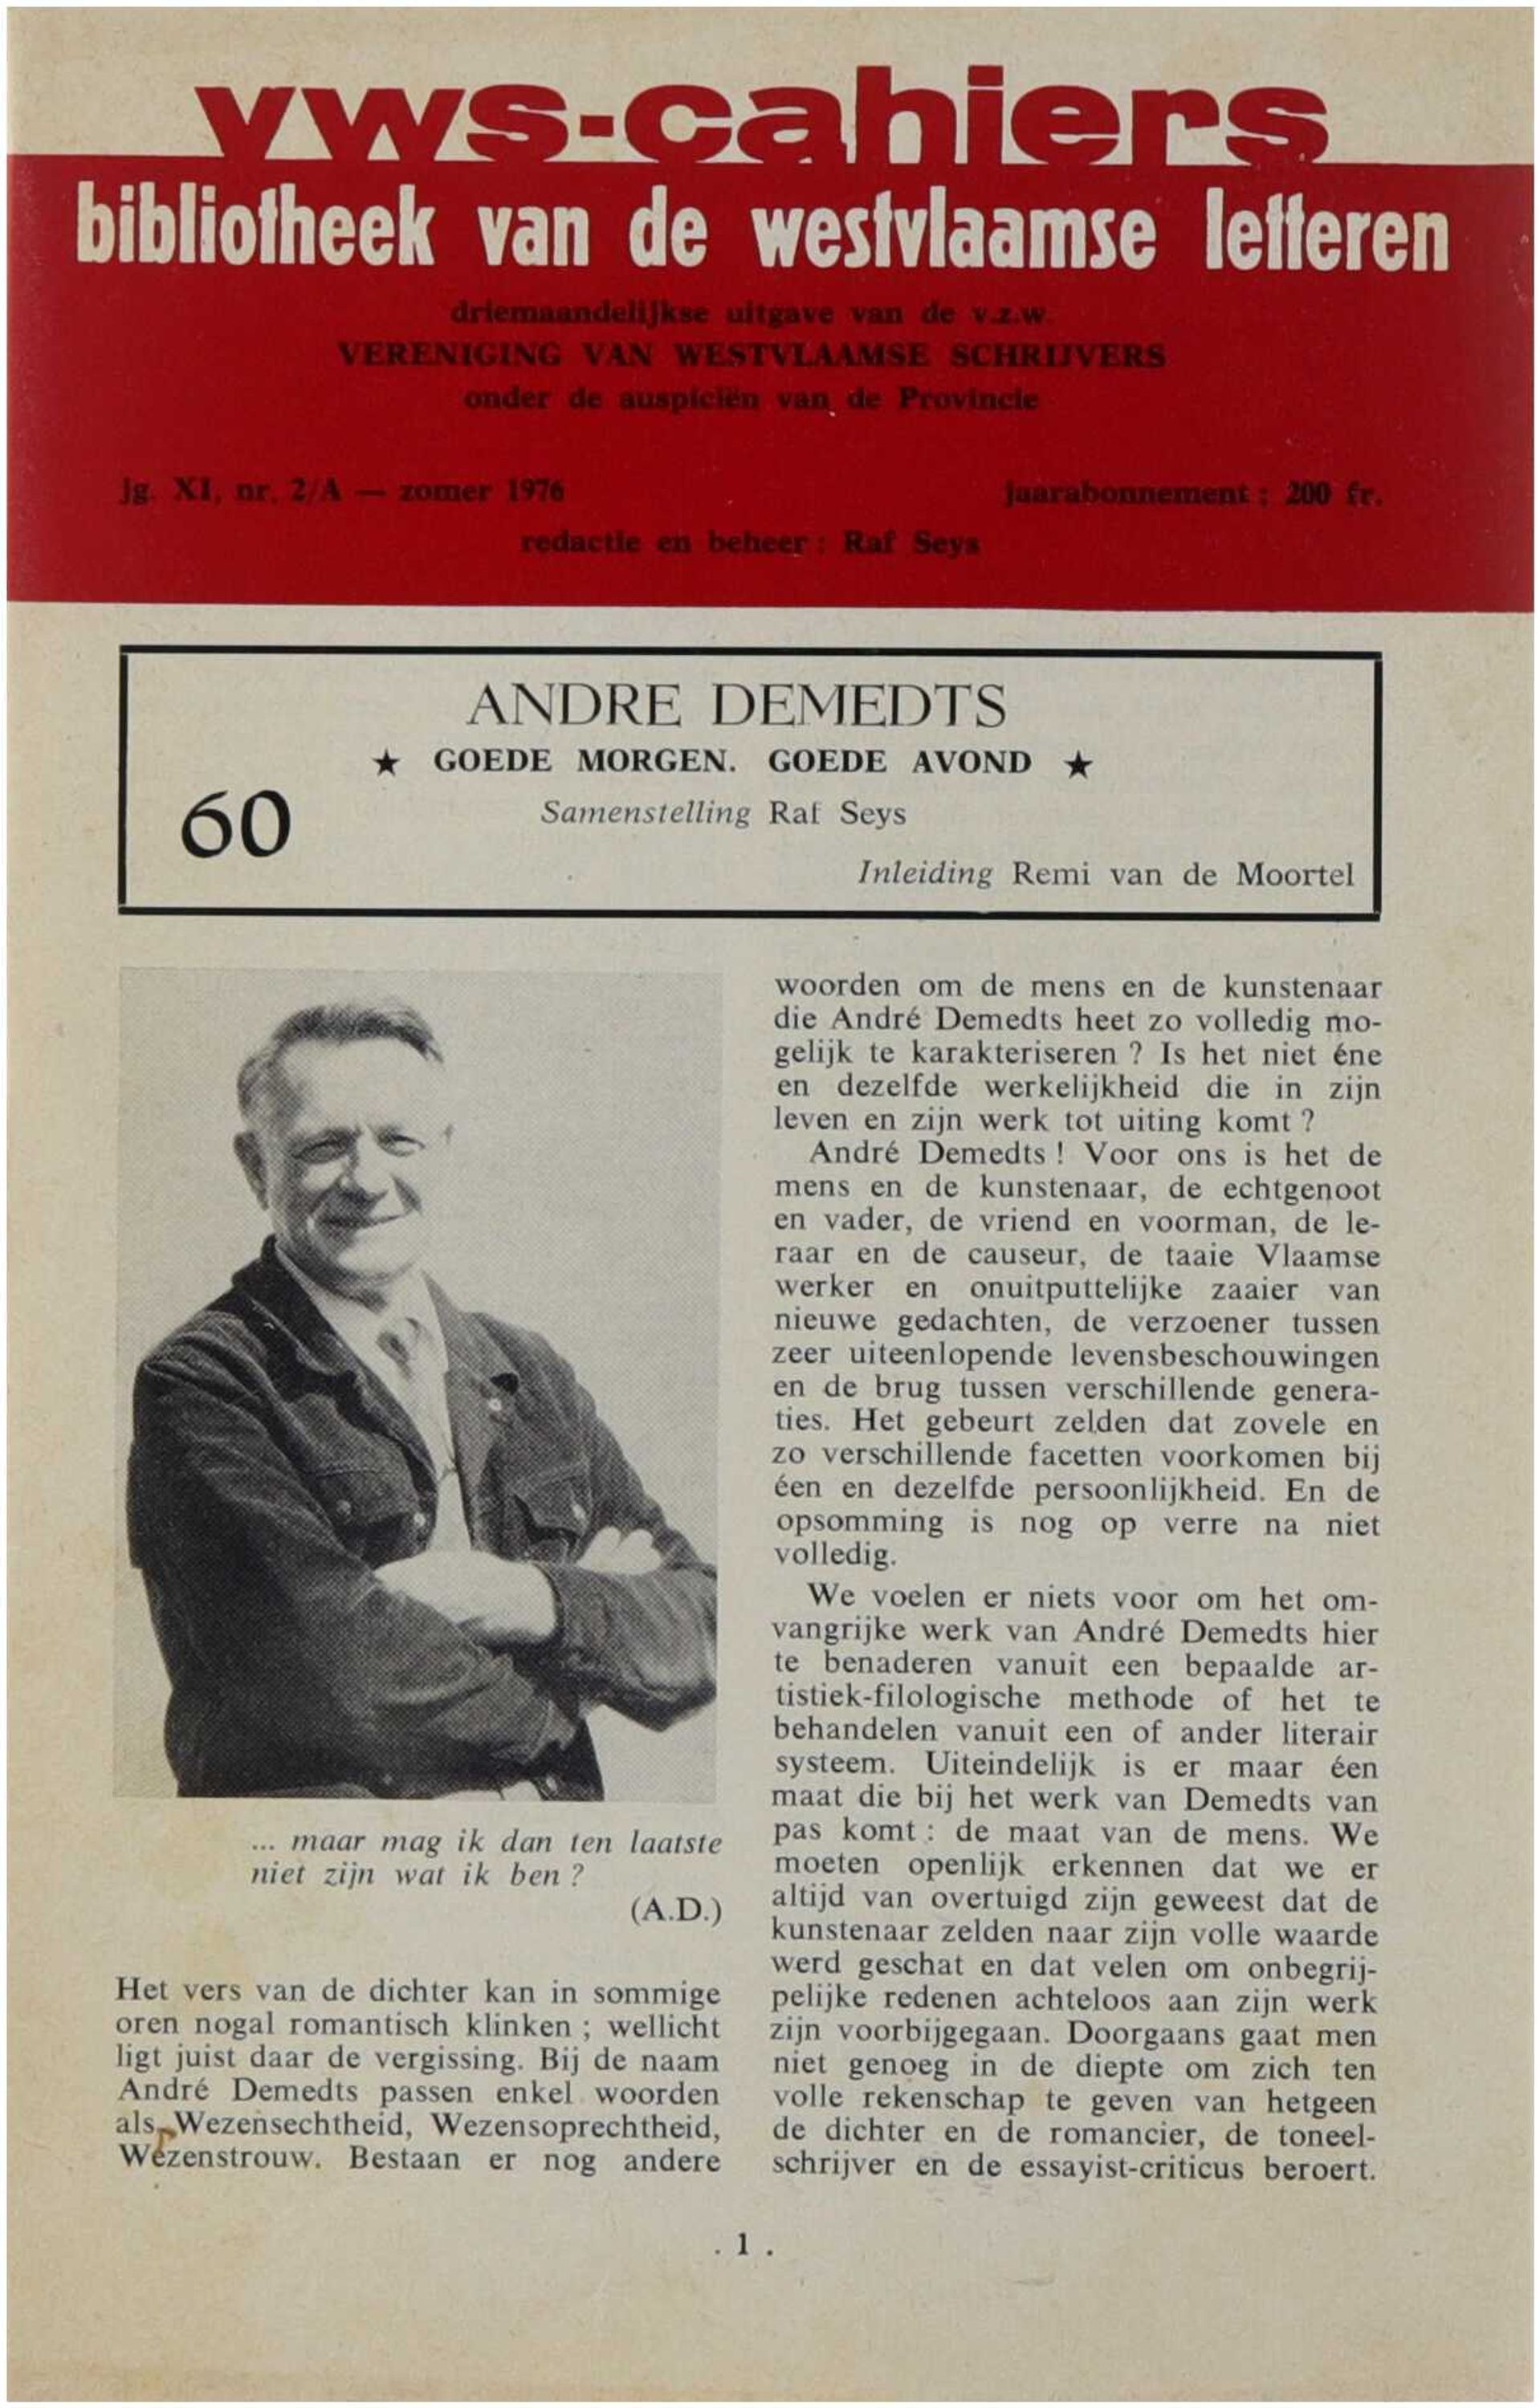 vws-cahiers
bibliotheek van de westvlaamse letteren
driemaandelijkse uitgave van de v.z.w.
VERENIGING VAN WESTVLAAMSE SCHRIJVERS
onder de auspiciën van de Provincie
jg. XI, nr. 2/A — zomer 1976
jaarabonnement : 200 fr.
redactie en beheer : Raf Seys
ANDRE DEMEDTS
★ GOEDE MORGEN. GOEDE AVOND ★
60
Samenstelling Raf Seys
Inleiding Remi van de Moortel
... maar mag ik dan ten laatste
niet zijn wat ik ben ?
(A.D.)
Het vers van de dichter kan in sommige
oren nogal romantisch klinken ; wellicht
ligt juist daar de vergissing. Bij de naam
André Demedts passen enkel woorden
als Wezensechtheid, Wezensoprechtheid,
Wezenstrouw. Bestaan er nog andere
woorden om de mens en de kunstenaar
die André Demedts heet zo volledig mo-
gelijk te karakteriseren ? Is het niet éne
en dezelfde werkelijkheid die in zijn
leven en zijn werk tot uiting komt ?
André Demedts ! Voor ons is het de
mens en de kunstenaar, de echtgenoot
en vader, de vriend en voorman, de le-
raar en de causeur, de taaie Vlaamse
werker en onuitputtelijke zaaier van
nieuwe gedachten, de verzoener tussen
zeer uiteenlopende levensbeschouwingen
en de brug tussen verschillende genera-
ties. Het gebeurt zelden dat zovele en
zo verschillende facetten voorkomen bij
éen en dezelfde persoonlijkheid. En de
opsomming is nog op verre na niet
volledig.
We voelen er niets voor om het om-
vangrijke werk van André Demedts hier
te benaderen vanuit een bepaalde ar-
tistiek-filologische methode of het te
behandelen vanuit een of ander literair
systeem. Uiteindelijk is er maar éen
maat die bij het werk van Demedts van
pas komt : de maat van de mens. We
moeten openlijk erkennen dat we er
altijd van overtuigd zijn geweest dat de
kunstenaar zelden naar zijn volle waarde
werd geschat en dat velen om onbegrij-
pelijke redenen achteloos aan zijn werk
zijn voorbijgegaan. Doorgaans gaat men
niet genoeg in de diepte om zich ten
volle rekenschap te geven van hetgeen
de dichter en de romancier, de toneel-
schrijver en de essayist-criticus beroert.
. 1 .